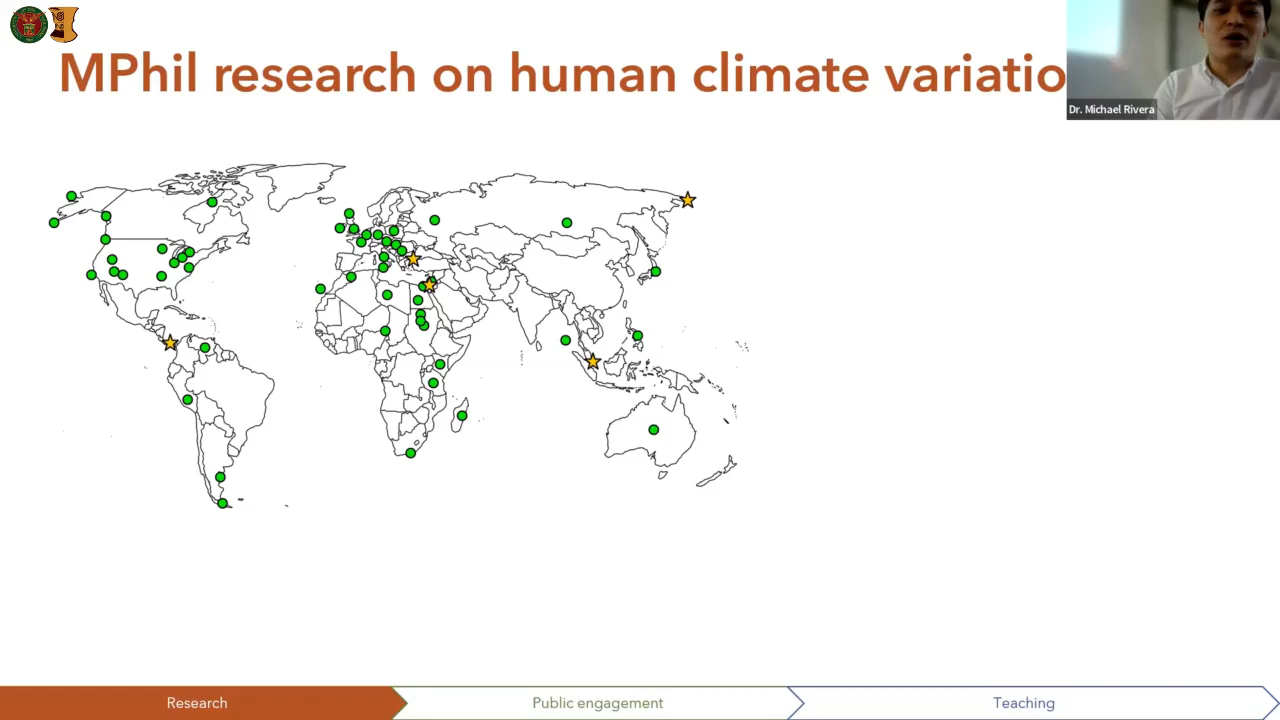 MPhil research on human climate variatio
Dr. Michael Rivera
Research
Public engagement
Teaching